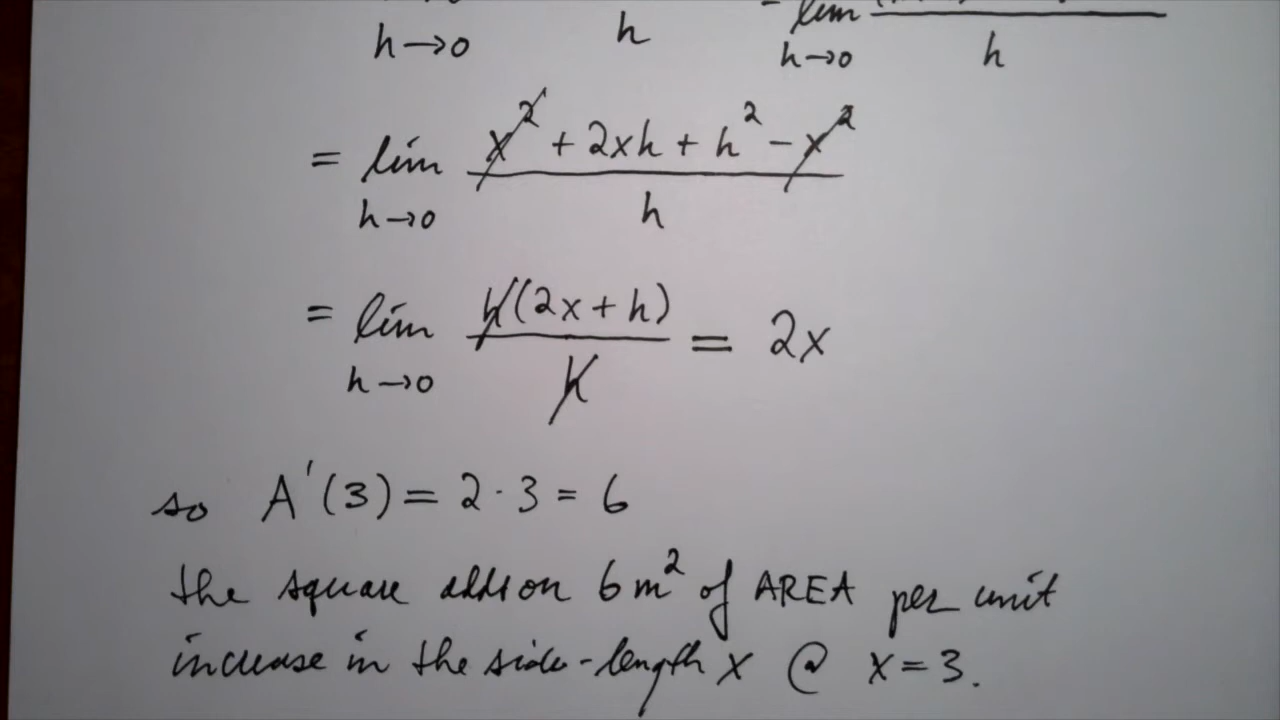 h→0 h lim h→0 h
= lim h→0 x² + 2xh + h² - x² / h
= lim h→0 h(2x + h) / h = 2x
so A'(3) = 2 · 3 = 6
the square adds on 6 m² of AREA per unit
increase in the side-length x @ x = 3.